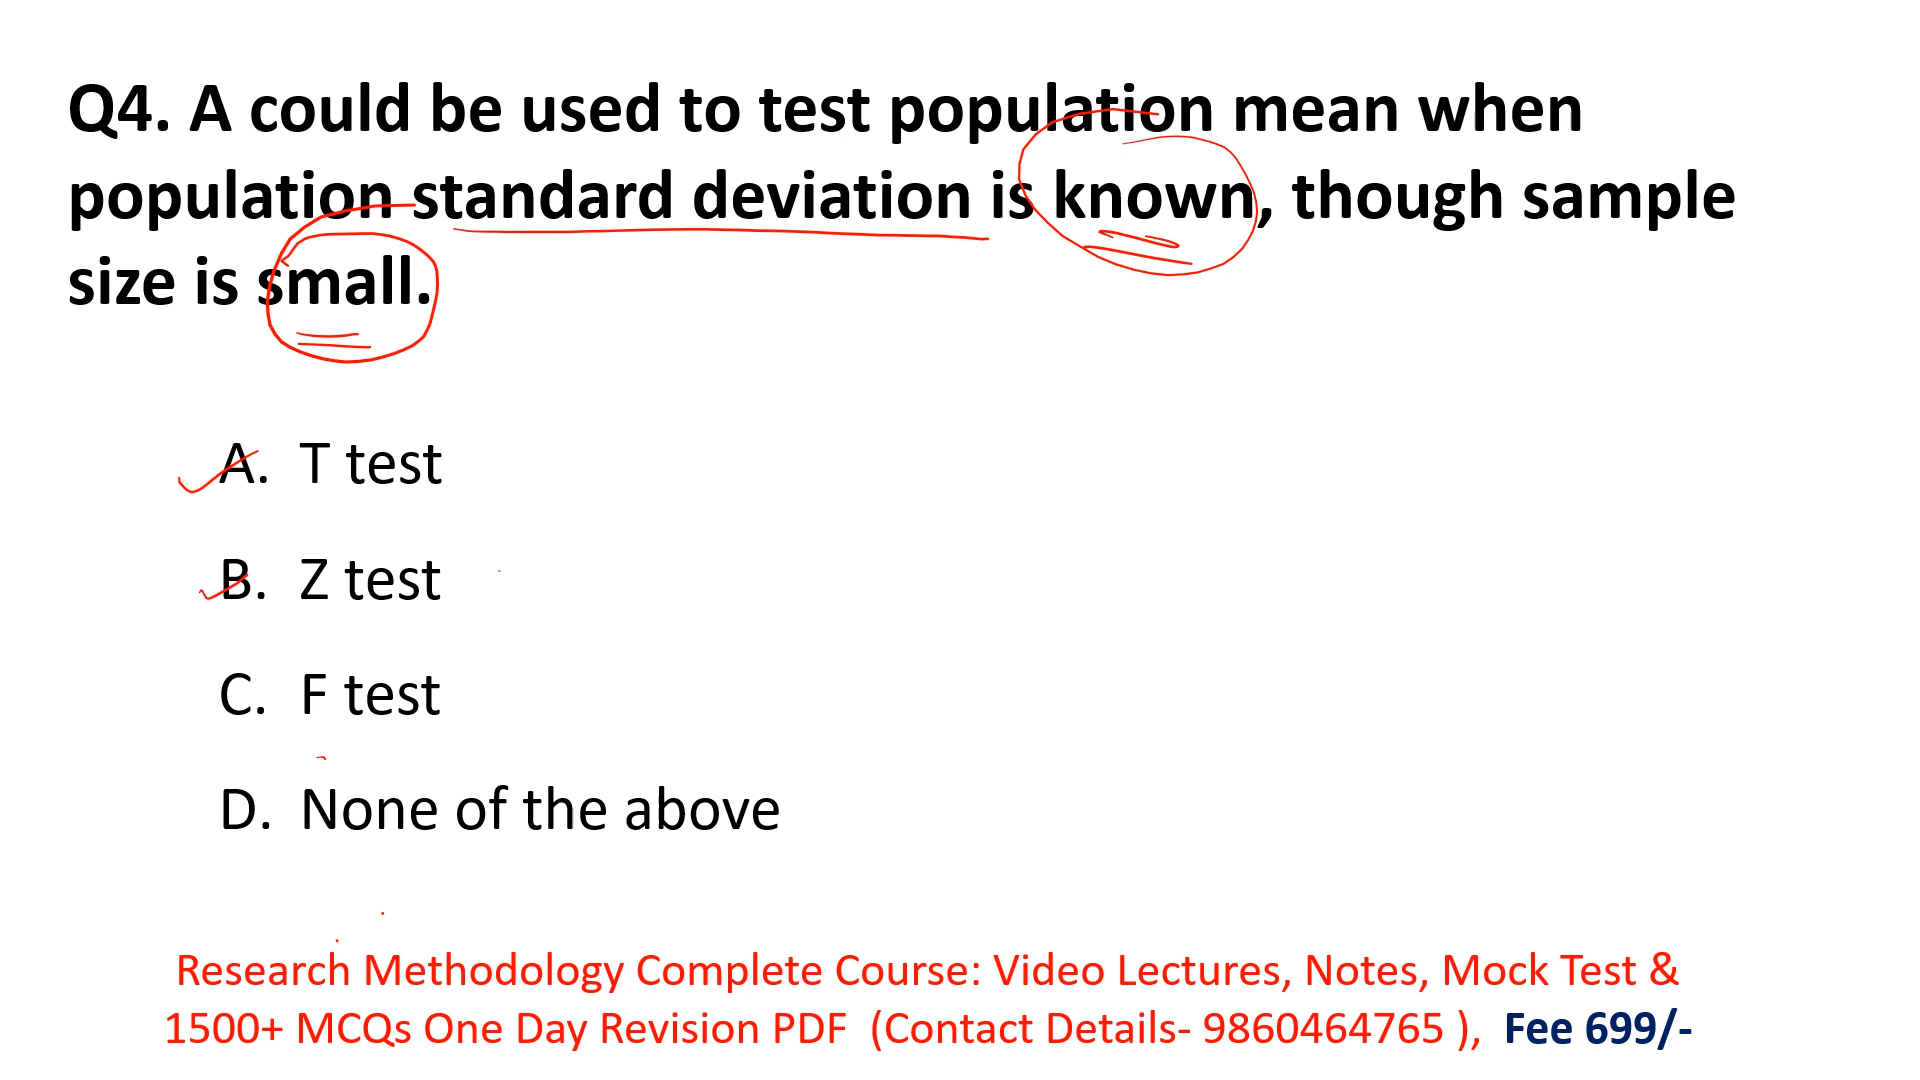 Q4. A could be used to test population mean when
population standard deviation is known, though sample
size is small.
A. T test
B. Z test
C. F test
D. None of the above
Research Methodology Complete Course: Video Lectures, Notes, Mock Test &
1500+ MCQs One Day Revision PDF (Contact Details- 9860464765 ), Fee 699/-